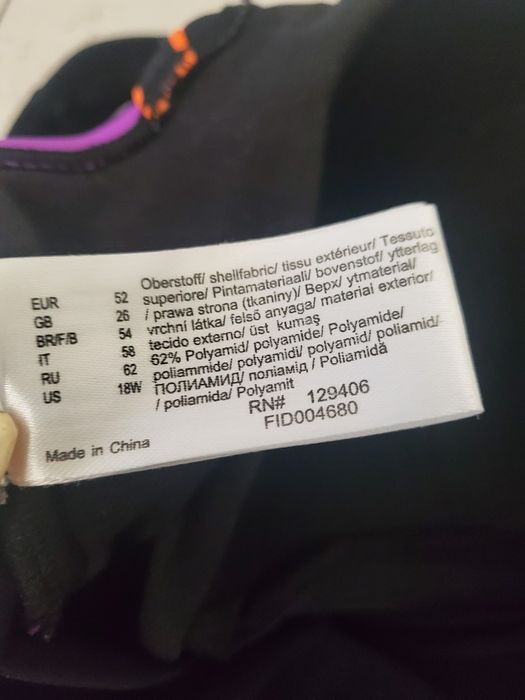 EUR 52
GB 26
BR/F/B 54
IT 58
RU 62
US 18W
Made in China
Oberstoff/ shellfabric/ tissu extérieur/ Tessuto
superiore/ Pintamateriaali/ bovenstof/ ytterlag
/ prawa strona (tkaniny)/ Верх/ ytmaterial/
vrchní látka/ felső anyaga/ material exterior/
tecido externo/ üst kumaş
62% Polyamid/ polyamide/ Polyamide/
poliammide/ polyamidi/ polyamid/ poliamid/
ПОЛИАМИД/ поліамід / Poliamidă
/ poliamida/ Polyamit
RN# 129406
FID004680